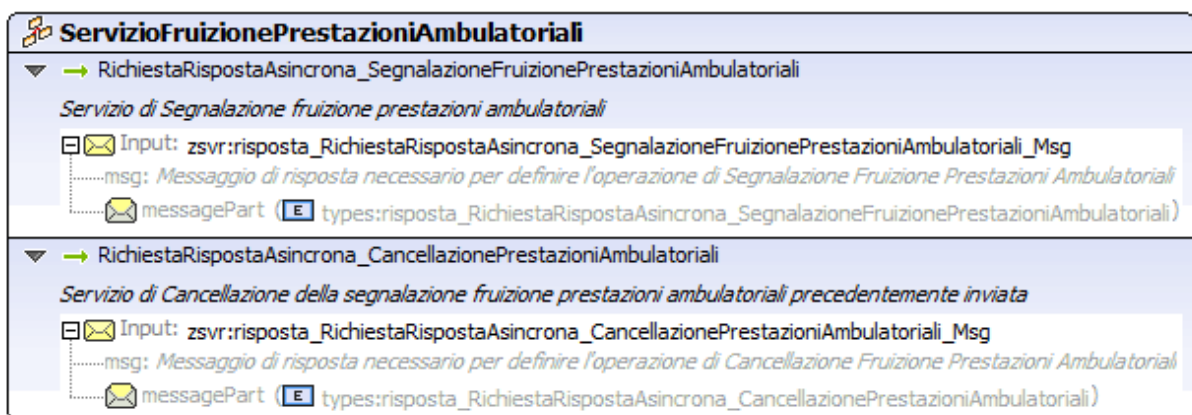 ServizioFruizionePrestazioniAmbulatoriali
RichiestaRispostaAsincrona_SegnalazioneFruizionePrestazioniAmbulatoriali
Servizio di Segnalazione fruizione prestazioni ambulatoriali
Input: zsvr:risposta_RichiestaRispostaAsincrona_SegnalazioneFruizionePrestazioniAmbulatoriali_Msg
msg: Messaggio di risposta necessario per definire l'operazione di Segnalazione Fruizione Prestazioni Ambulatoriali
messagePart (E types:risposta_RichiestaRispostaAsincrona_SegnalazioneFruizionePrestazioniAmbulatoriali)
RichiestaRispostaAsincrona_CancellazionePrestazioniAmbulatoriali
Servizio di Cancellazione della segnalazione fruizione prestazioni ambulatoriali precedentemente inviata
Input: zsvr:risposta_RichiestaRispostaAsincrona_CancellazionePrestazioniAmbulatoriali_Msg
msg: Messaggio di risposta necessario per definire l'operazione di Cancellazione Fruizione Prestazioni Ambulatoriali
messagePart (E types:risposta_RichiestaRispostaAsincrona_CancellazionePrestazioniAmbulatoriali)